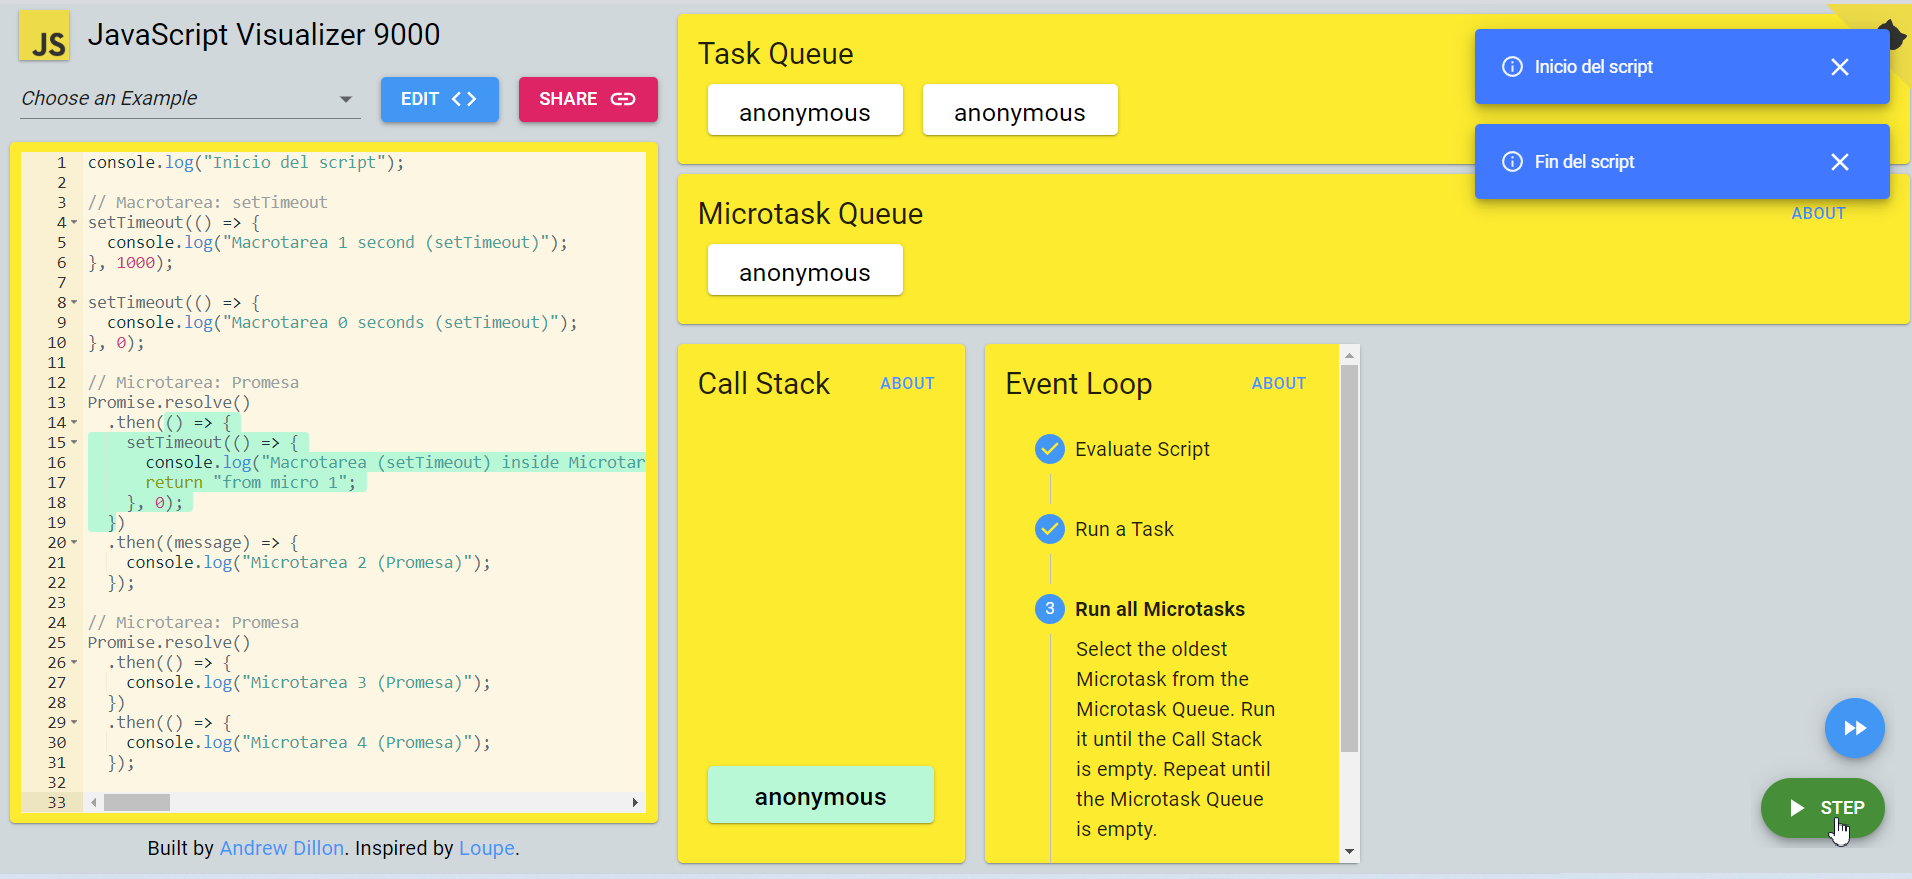 JS
JavaScript Visualizer 9000
Choose an Example
EDIT
SHARE
1 console.log("Inicio del script");
2
3 // Macrotarea: setTimeout
4 setTimeout(() => {
5 console.log("Macrotarea 1 second (setTimeout)");
6 }, 1000);
7
8 setTimeout(() => {
9 console.log("Macrotarea 0 seconds (setTimeout)");
10 }, 0);
11
12 // Microtarea: Promesa
13 Promise.resolve()
14 .then(() => {
15 setTimeout(() => {
16 console.log("Macrotarea (setTimeout) inside Microtar
17 return "from micro 1";
18 }, 0);
19 })
20 .then((message) => {
21 console.log("Microtarea 2 (Promesa)");
22 });
23
24 // Microtarea: Promesa
25 Promise.resolve()
26 .then(() => {
27 console.log("Microtarea 3 (Promesa)");
28 })
29 .then(() => {
30 console.log("Microtarea 4 (Promesa)");
31 });
32
33
Built by Andrew Dillon. Inspired by Loupe.
Task Queue
anonymous anonymous
Inicio del script
Fin del script
Microtask Queue
ABOUT
anonymous
Call Stack
ABOUT
anonymous
Event Loop
ABOUT
Evaluate Script
Run a Task
3 Run all Microtasks
Select the oldest
Microtask from the
Microtask Queue. Run
it until the Call Stack
is empty. Repeat until
the Microtask Queue
is empty.
STEP